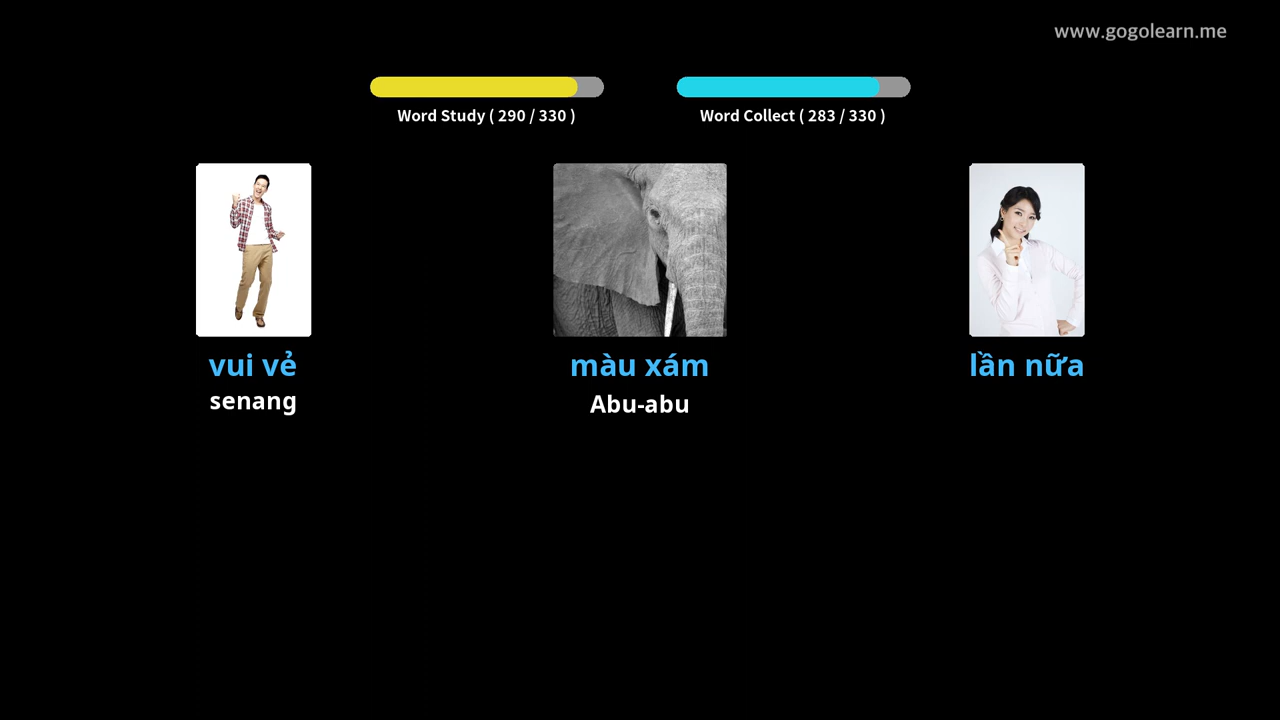 www.gogolearn.me
Word Study ( 290 / 330 )
Word Collect ( 283 / 330 )
vui vẻ
senang
màu xám
Abu-abu
lần nữa